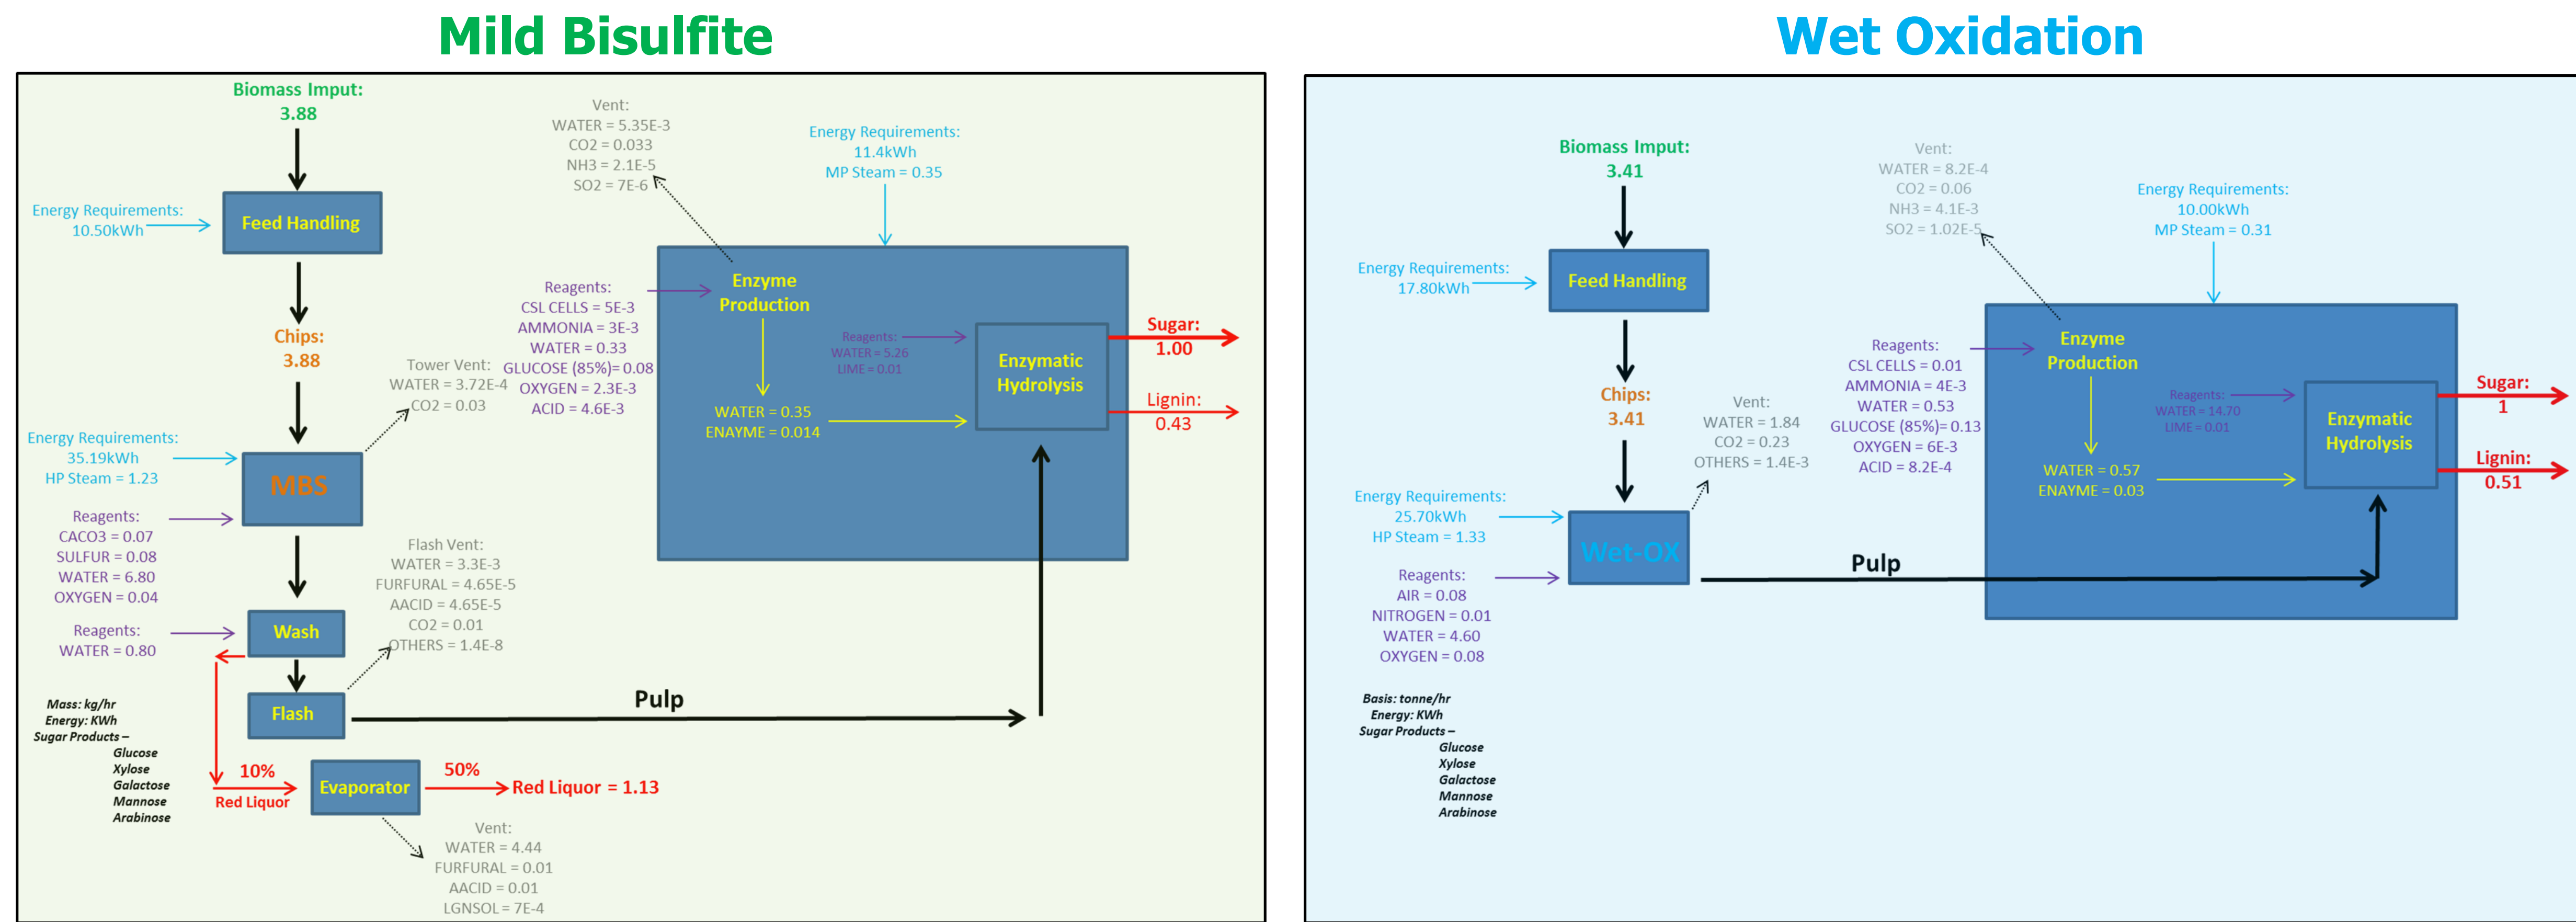 Mild Bisulfite
Biomass Imput:
3.88
Energy Requirements:
10.50kWh
Feed Handling
Chips:
3.88
Tower Vent:
WATER = 3.72E-4
CO2 = 0.03
Energy Requirements:
35.19kWh
HP Steam = 1.23
MBS
Reagents:
CACO3 = 0.07
SULFUR = 0.08
WATER = 6.80
OXYGEN = 0.04
Reagents:
WATER = 0.80
Wash
Flash Vent:
WATER = 3.3E-3
FURFURAL = 4.65E-5
AACID = 4.65E-5
CO2 = 0.01
OTHERS = 1.4E-8
Flash
Pulp
Mass: kg/hr
Energy: KWh
Sugar Products –
Glucose
Xylose
Galactose
Mannose
Arabinose
10%
Red Liquor
Evaporator
50%
Red Liquor = 1.13
Vent:
WATER = 4.44
FURFURAL = 0.01
AACID = 0.01
LGNSOL = 7E-4
Vent:
WATER = 5.35E-3
CO2 = 0.033
NH3 = 2.1E-5
SO2 = 7E-6
Energy Requirements:
11.4kWh
MP Steam = 0.35
Reagents:
CSL CELLS = 5E-3
AMMONIA = 3E-3
WATER = 0.33
GLUCOSE (85%)= 0.08
OXYGEN = 2.3E-3
ACID = 4.6E-3
Enzyme
Production
WATER = 0.35
ENAYME = 0.014
Reagents:
WATER = 5.26
LIME = 0.01
Enzymatic
Hydrolysis
Sugar:
1.00
Lignin:
0.43
Wet Oxidation
Biomass Imput:
3.41
Energy Requirements:
17.80kWh
Feed Handling
Chips:
3.41
Vent:
WATER = 1.84
CO2 = 0.23
OTHERS = 1.4E-3
Energy Requirements:
25.70kWh
HP Steam = 1.33
Wet-OX
Reagents:
AIR = 0.08
NITROGEN = 0.01
WATER = 4.60
OXYGEN = 0.08
Pulp
Basis: tonne/hr
Energy: KWh
Sugar Products –
Glucose
Xylose
Galactose
Mannose
Arabinose
Vent:
WATER = 8.2E-4
CO2 = 0.06
NH3 = 4.1E-3
SO2 = 1.02E-5
Energy Requirements:
10.00kWh
MP Steam = 0.31
Reagents:
CSL CELLS = 0.01
AMMONIA = 4E-3
WATER = 0.53
GLUCOSE (85%)= 0.13
OXYGEN = 6E-3
ACID = 8.2E-4
Enzyme
Production
WATER = 0.57
ENAYME = 0.03
Reagents:
WATER = 14.70
LIME = 0.01
Enzymatic
Hydrolysis
Sugar:
1
Lignin:
0.51